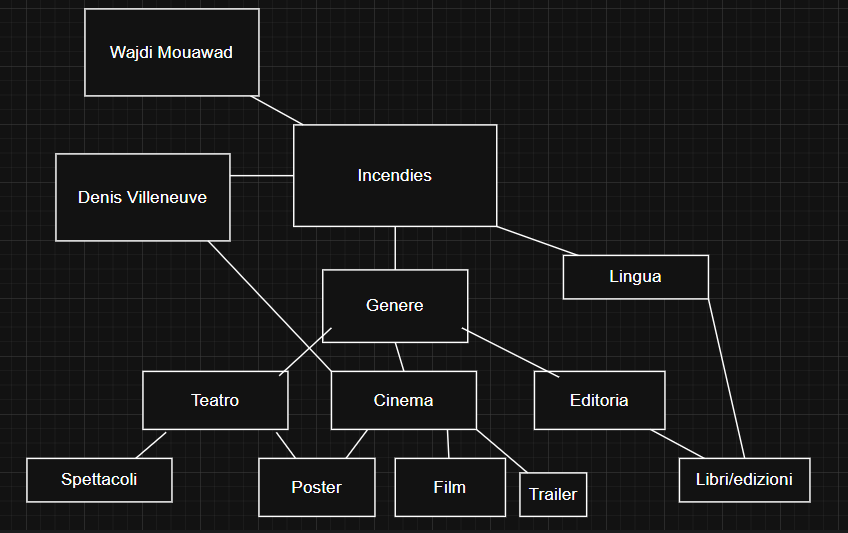 Wajdi Mouawad
Incendies
Denis Villeneuve
Lingua
Genere
Teatro
Cinema
Editoria
Spettacoli
Poster
Film
Trailer
Libri/edizioni